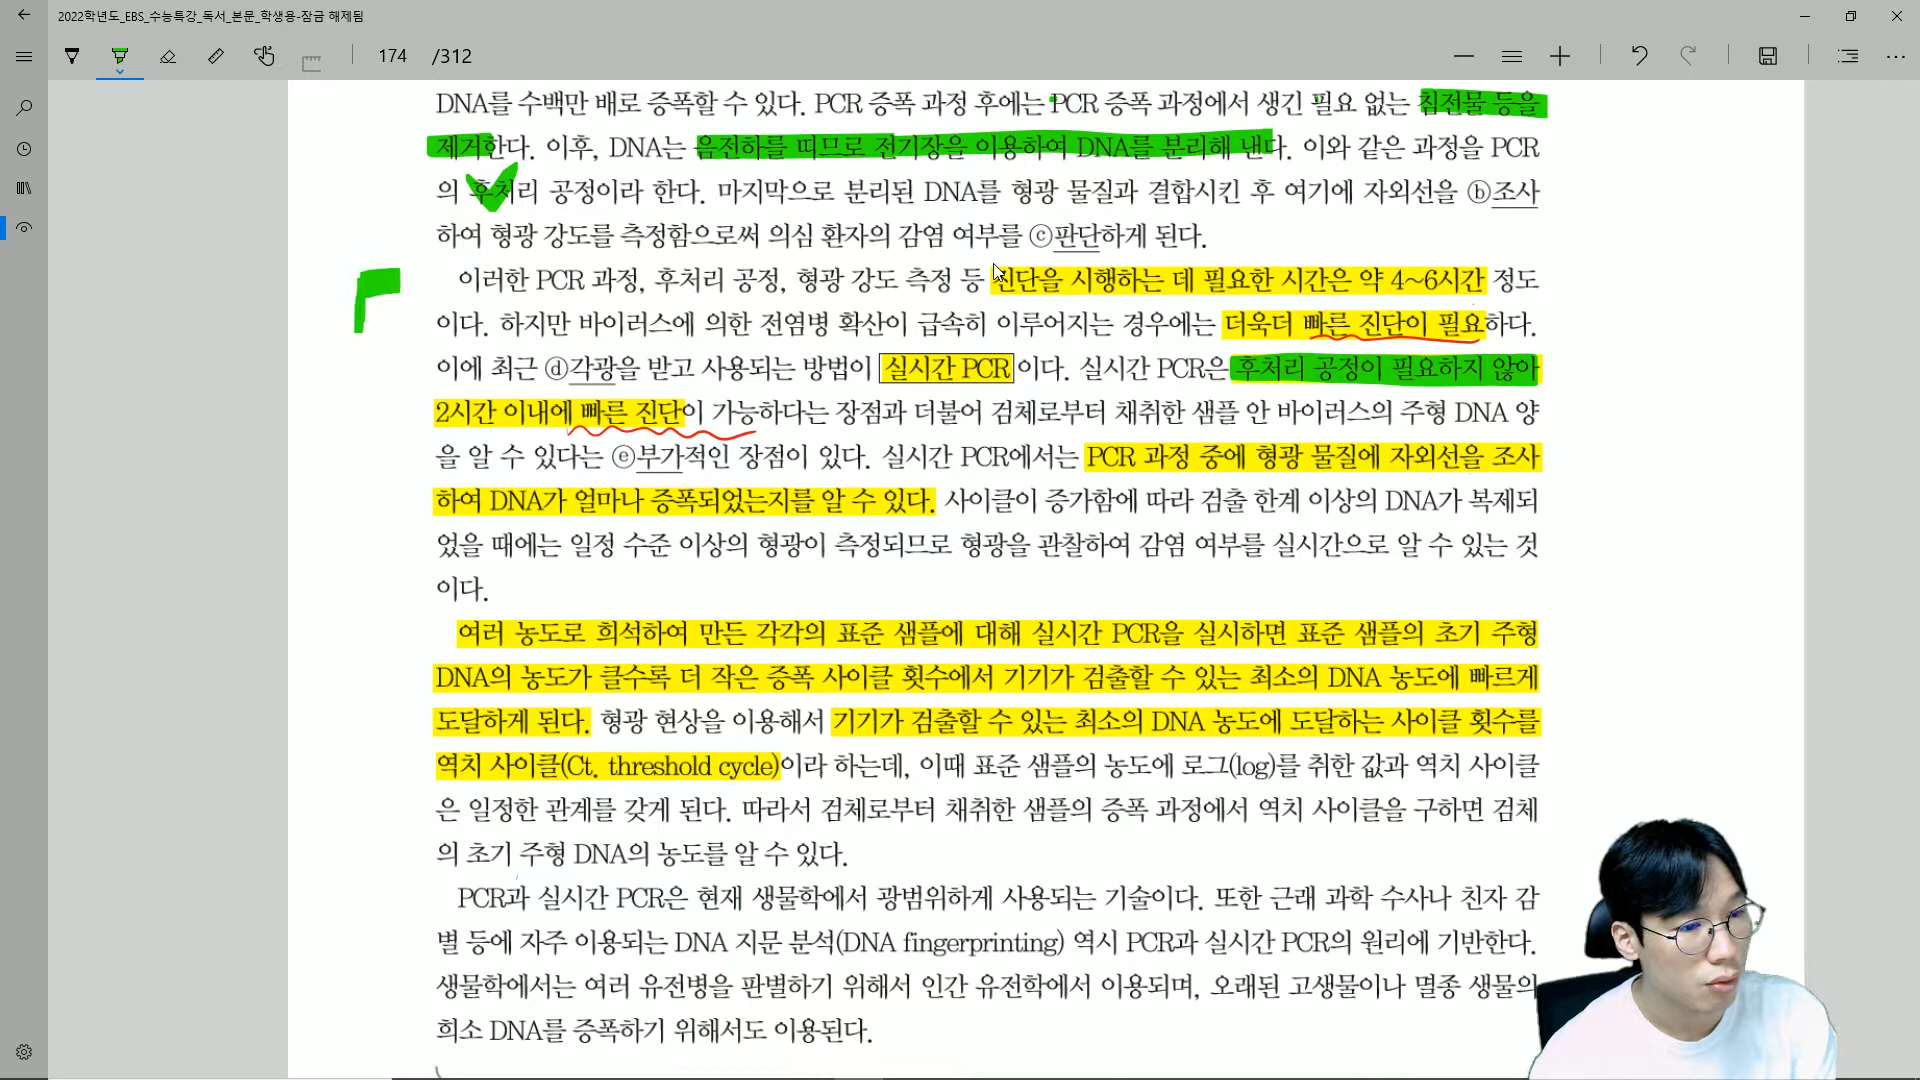 2022학년도_EBS_수능특강_독서_본문_학생용-잠금 해제됨
174 /312
DNA를 수백만 배로 증폭할 수 있다. PCR 증폭 과정 후에는 PCR 증폭 과정에서 생긴 필요 없는 침전물 등을
제거한다. 이후, DNA는 음전하를 띠므로 전기장을 이용하여 DNA를 분리해 낸다. 이와 같은 과정을 PCR
의 후처리 공정이라 한다. 마지막으로 분리된 DNA를 형광 물질과 결합시킨 후 여기에 자외선을 ⓑ조사
하여 형광 강도를 측정함으로써 의심 환자의 감염 여부를 ⓒ판단하게 된다.
이러한 PCR 과정, 후처리 공정, 형광 강도 측정 등 진단을 시행하는 데 필요한 시간은 약 4~6시간 정도
이다. 하지만 바이러스에 의한 전염병 확산이 급속히 이루어지는 경우에는 더욱더 빠른 진단이 필요하다.
이에 최근 ⓓ각광을 받고 사용되는 방법이 실시간 PCR이다. 실시간 PCR은 후처리 공정이 필요하지 않아
2시간 이내에 빠른 진단이 가능하다는 장점과 더불어 검체로부터 채취한 샘플 안 바이러스의 주형 DNA 양
을 알 수 있다는 ⓔ부가적인 장점이 있다. 실시간 PCR에서는 PCR 과정 중에 형광 물질에 자외선을 조사
하여 DNA가 얼마나 증폭되었는지를 알 수 있다. 사이클이 증가함에 따라 검출 한계 이상의 DNA가 복제되
었을 때에는 일정 수준 이상의 형광이 측정되므로 형광을 관찰하여 감염 여부를 실시간으로 알 수 있는 것
이다.
여러 농도로 희석하여 만든 각각의 표준 샘플에 대해 실시간 PCR을 실시하면 표준 샘플의 초기 주형
DNA의 농도가 클수록 더 작은 증폭 사이클 횟수에서 기기가 검출할 수 있는 최소의 DNA 농도에 빠르게
도달하게 된다. 형광 현상을 이용해서 기기가 검출할 수 있는 최소의 DNA 농도에 도달하는 사이클 횟수를
역치 사이클(Ct. threshold cycle)이라 하는데, 이때 표준 샘플의 농도에 로그(log)를 취한 값과 역치 사이클
은 일정한 관계를 갖게 된다. 따라서 검체로부터 채취한 샘플의 증폭 과정에서 역치 사이클을 구하면 검체
의 초기 주형 DNA의 농도를 알 수 있다.
PCR과 실시간 PCR은 현재 생물학에서 광범위하게 사용되는 기술이다. 또한 근래 과학 수사나 친자 감
별 등에 자주 이용되는 DNA 지문 분석(DNA fingerprinting) 역시 PCR과 실시간 PCR의 원리에 기반한다.
생물학에서는 여러 유전병을 판별하기 위해서 인간 유전학에서 이용되며, 오래된 고생물이나 멸종 생물의
희소 DNA를 증폭하기 위해서도 이용된다.